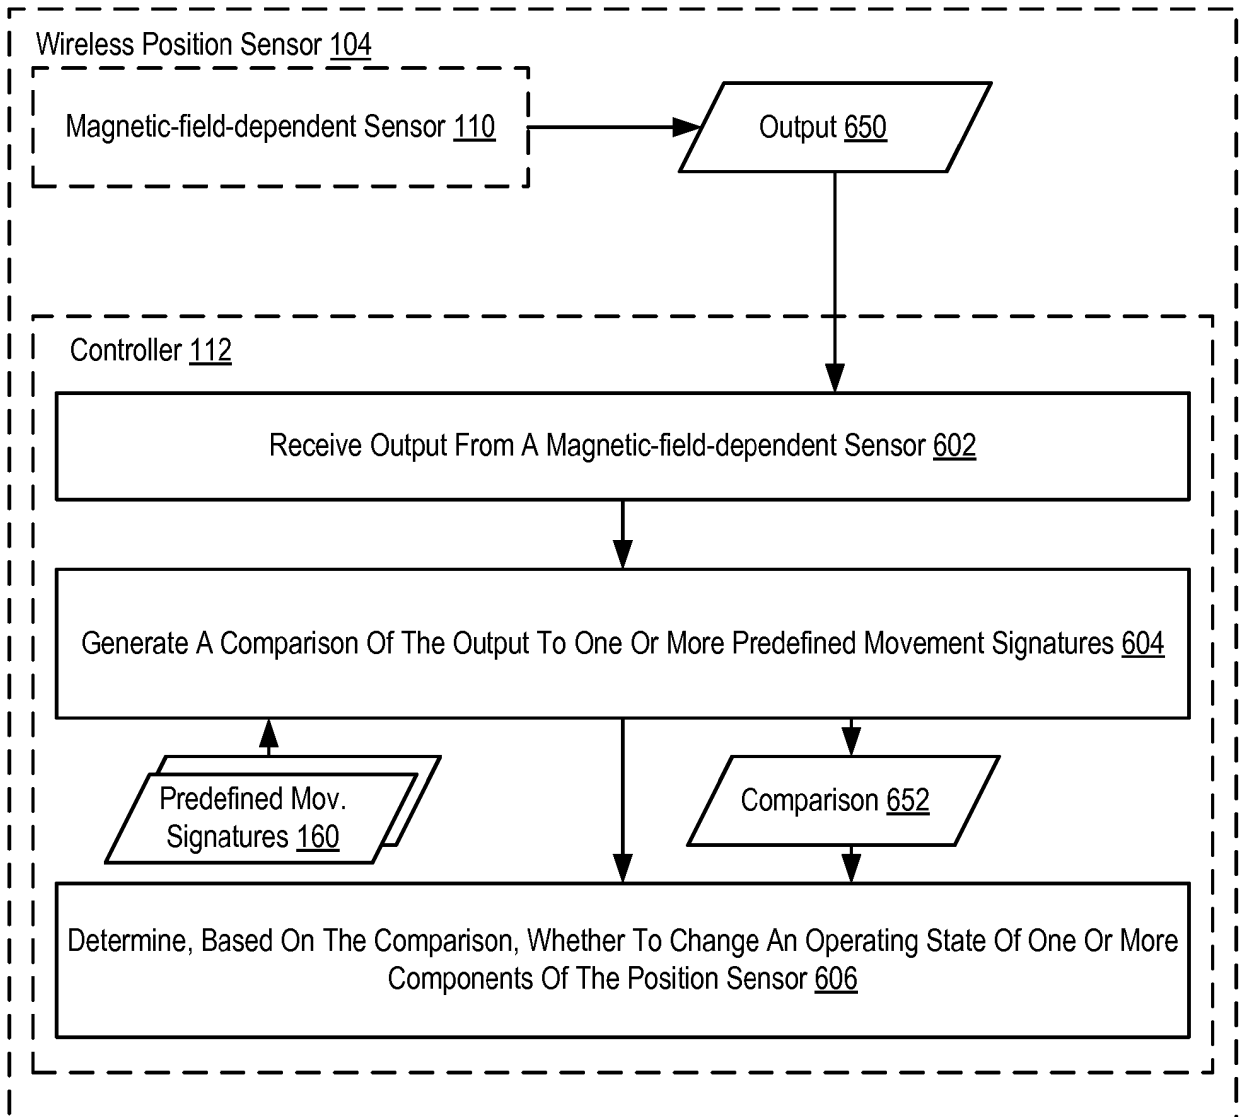 Wireless Position Sensor 104
Magnetic-field-dependent Sensor 110
Output 650
Controller 112
Receive Output From A Magnetic-field-dependent Sensor 602
Generate A Comparison Of The Output To One Or More Predefined Movement Signatures 604
Predefined Mov.
Signatures 160
Comparison 652
Determine, Based On The Comparison, Whether To Change An Operating State Of One Or More
Components Of The Position Sensor 606